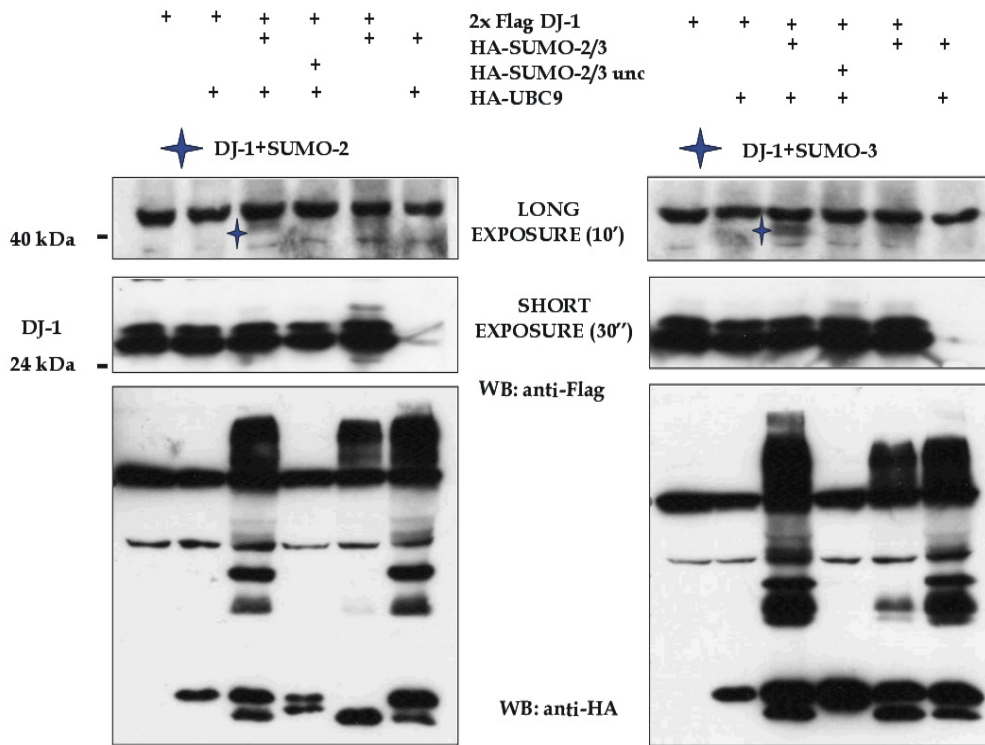 + + + + +
2x Flag DJ-1
+ + + + +
+ + +
HA-SUMO-2/3
+ + +
+
HA-SUMO-2/3 unc
+
+ + + +
HA-UBC9
+ + + +
DJ-1+SUMO-2
DJ-1+SUMO-3
40 kDa
LONG
EXPOSURE (10′)
DJ-1
24 kDa
SHORT
EXPOSURE (30″)
WB: anti-Flag
WB: anti-HA